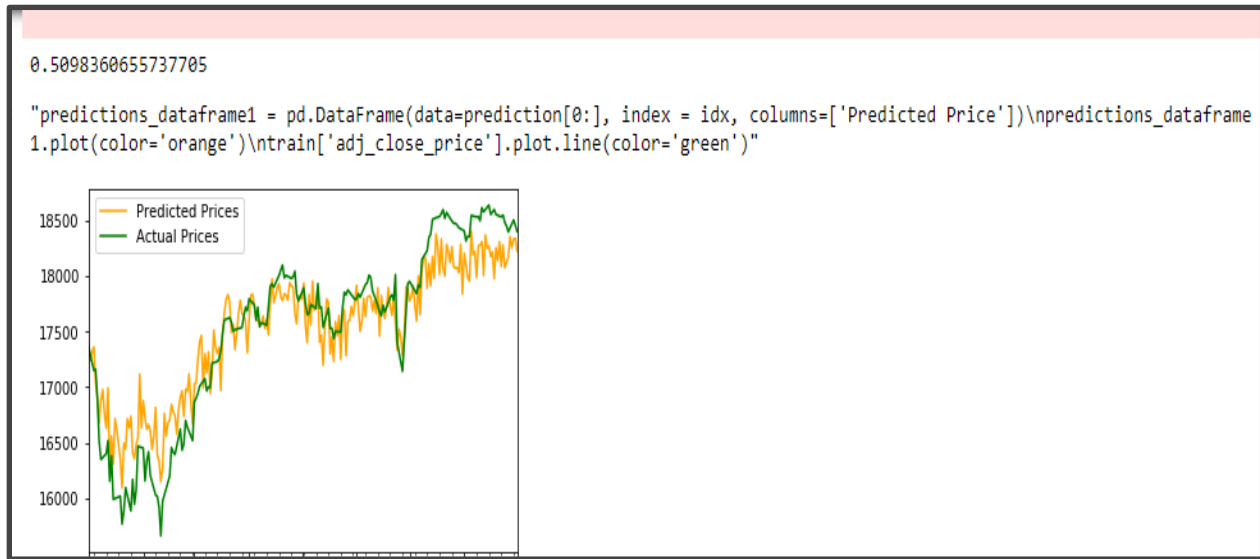 0.5098360655737705
"predictions_dataframe1 = pd.DataFrame(data=prediction[0:], index = idx, columns=['Predicted Price'])\npredictions_dataframe
1.plot(color='orange')\ntrain['adj_close_price'].plot.line(color='green')"
Predicted Prices
Actual Prices
18500
18000
17500
17000
16500
16000